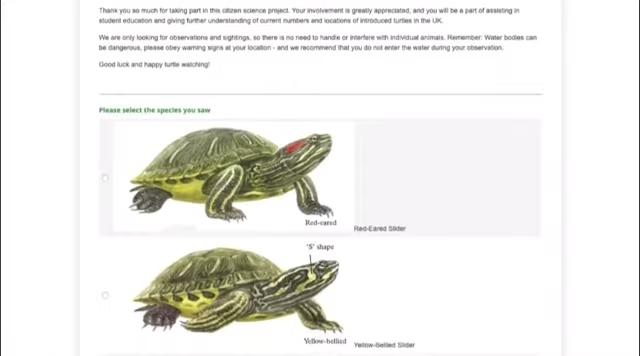 Thank you so much for taking part in this citizen science project. Your involvement is greatly appreciated, and you will be a part of assisting in
student education and giving further understanding of current numbers and locations of introduced turtles in the UK.
We are only looking for observations and sightings, so there is no need to handle or interfere with individual animals. Remember: Water bodies can
be dangerous, please obey warning signs at your location - and we recommend that you do not enter the water during your observation.
Good luck and happy turtle watching!
Please select the species you saw
Red-eared
Red-Eared Slider
'S' shape
Yellow-bellied
Yellow-Bellied Slider